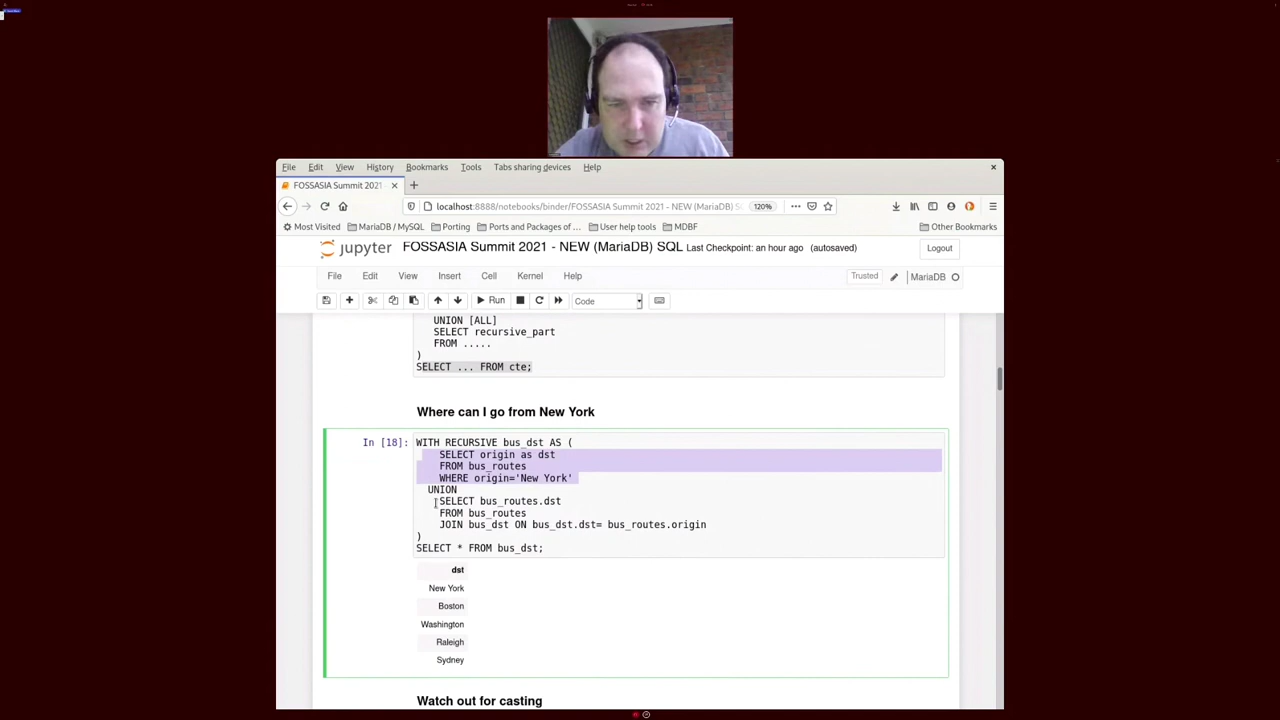 File Edit View History Bookmarks Tools Tabs sharing devices Help
FOSSASIA Summit 2021 -
localhost:8888/notebooks/binder/FOSSASIA Summit 2021 - NEW (MariaDB) S 120%
Most Visited MariaDB / MySQL Porting Ports and Packages of ... User help tools MDBF Other Bookmarks
jupyter FOSSASIA Summit 2021 - NEW (MariaDB) SQL Last Checkpoint: an hour ago (autosaved) Logout
File Edit View Insert Cell Kernel Help Trusted MariaDB
Run Code
UNION [ALL]
SELECT recursive_part
FROM .....
)
SELECT ... FROM cte;
Where can I go from New York
In [18]: WITH RECURSIVE bus_dst AS (
SELECT origin as dst
FROM bus_routes
WHERE origin='New York'
UNION
SELECT bus_routes.dst
FROM bus_routes
JOIN bus_dst ON bus_dst.dst= bus_routes.origin
)
SELECT * FROM bus_dst;
dst
New York
Boston
Washington
Raleigh
Sydney
Watch out for casting